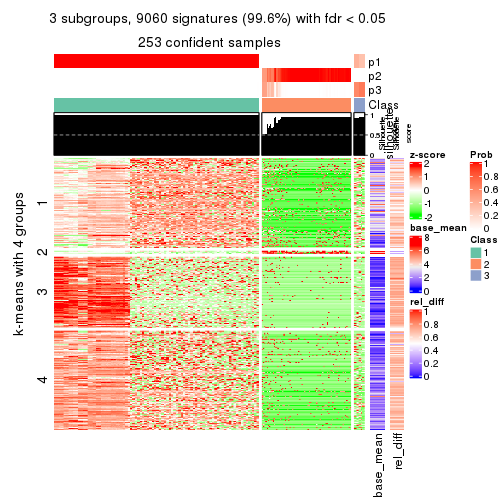 3 subgroups, 9060 signatures (99.6%) with fdr < 0.05
253 confident samples
p1
p2
p3
Class
1
0.5
0
silhouette
score
k-means with 4 groups
1
2
3
4
base_mean
rel_diff
z-score
2
1
0
-1
-2
base_mean
8
6
4
2
0
rel_diff
1
0.8
0.6
0.4
0.2
0
Prob
1
0.8
0.6
0.4
0.2
0
Class
1
2
3